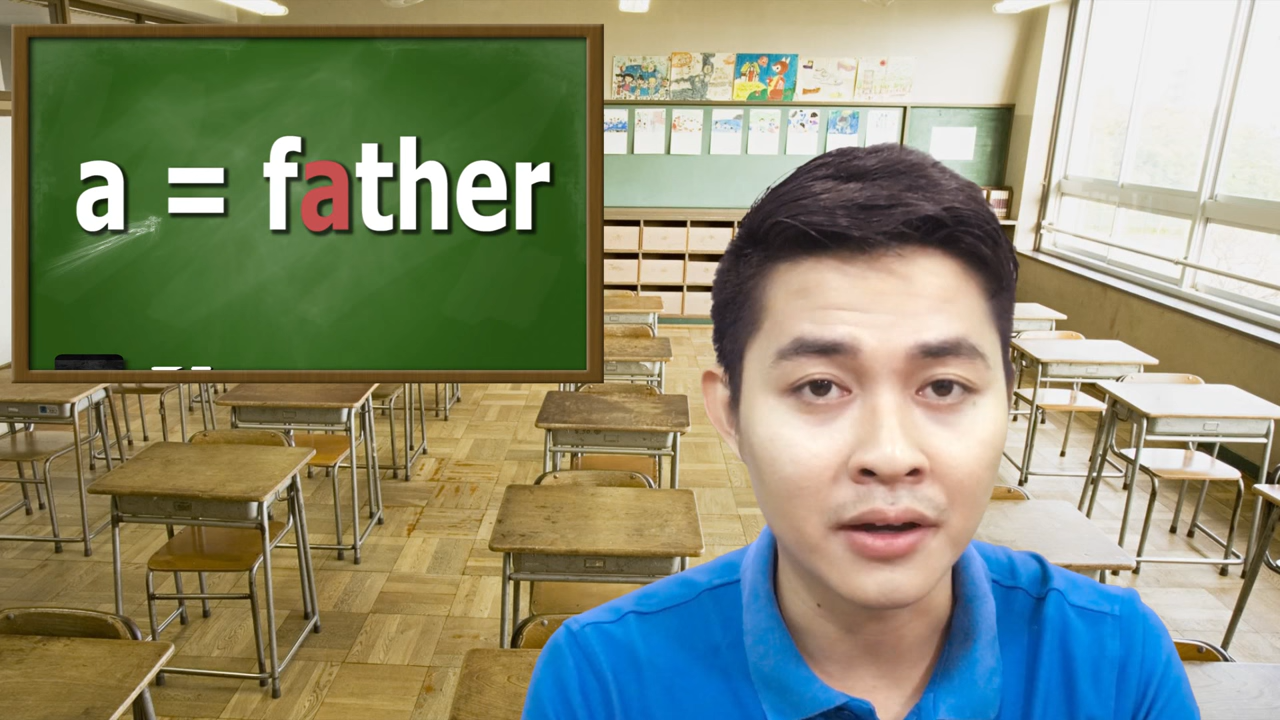 a = father